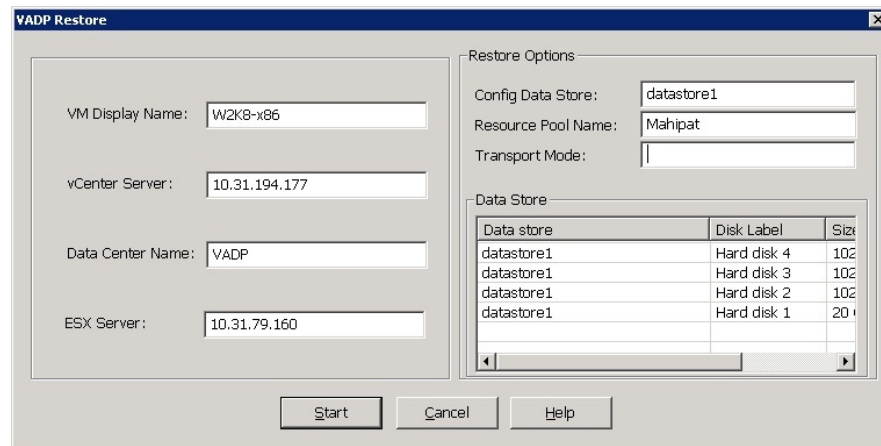 VADP Restore
VM Display Name: W2K8-x86
vCenter Server: 10.31.194.177
Data Center Name: VADP
ESX Server: 10.31.79.160
Restore Options
Config Data Store: datastore1
Resource Pool Name: Mahipat
Transport Mode:
Data Store
Data store Disk Label Size
datastore1 Hard disk 4 102
datastore1 Hard disk 3 102
datastore1 Hard disk 2 102
datastore1 Hard disk 1 20
Start Cancel Help